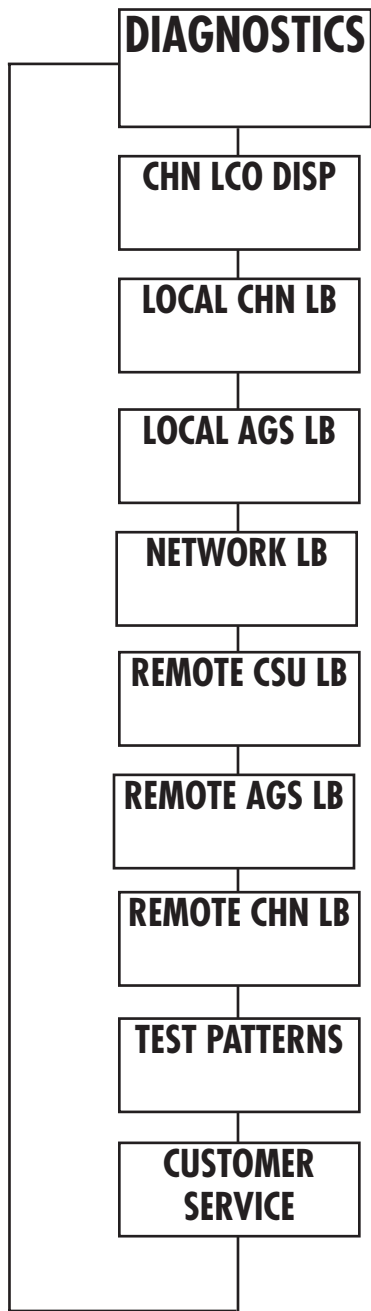 DIAGNOSTICS
CHN LCO DISP
LOCAL CHN LB
LOCAL AGS LB
NETWORK LB
REMOTE CSU LB
REMOTE AGS LB
REMOTE CHN LB
TEST PATTERNS
CUSTOMER
SERVICE